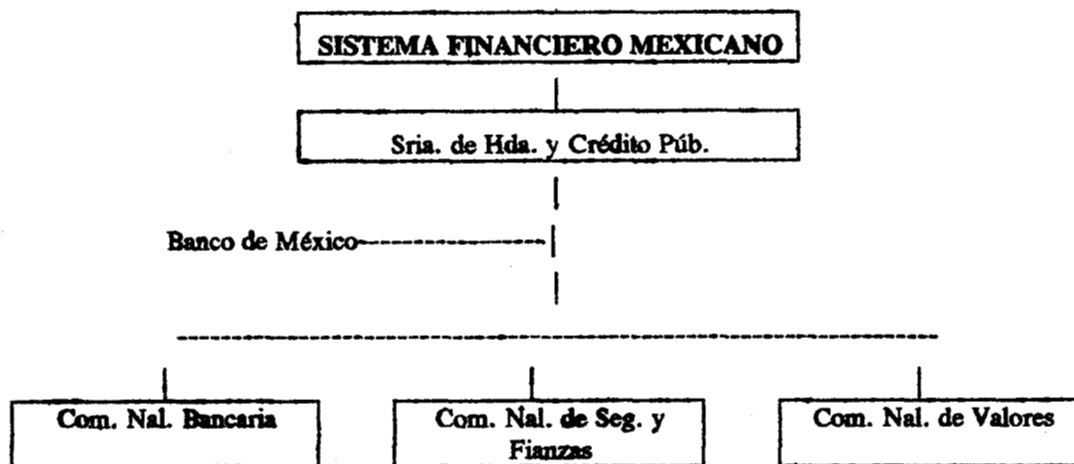 SISTEMA FINANCIERO MEXICANO
Sria. de Hda. y Crédito Púb.
Banco de México
Com. Nal. Bancaria
Com. Nal. de Seg. y
Fianzas
Com. Nal. de Valores